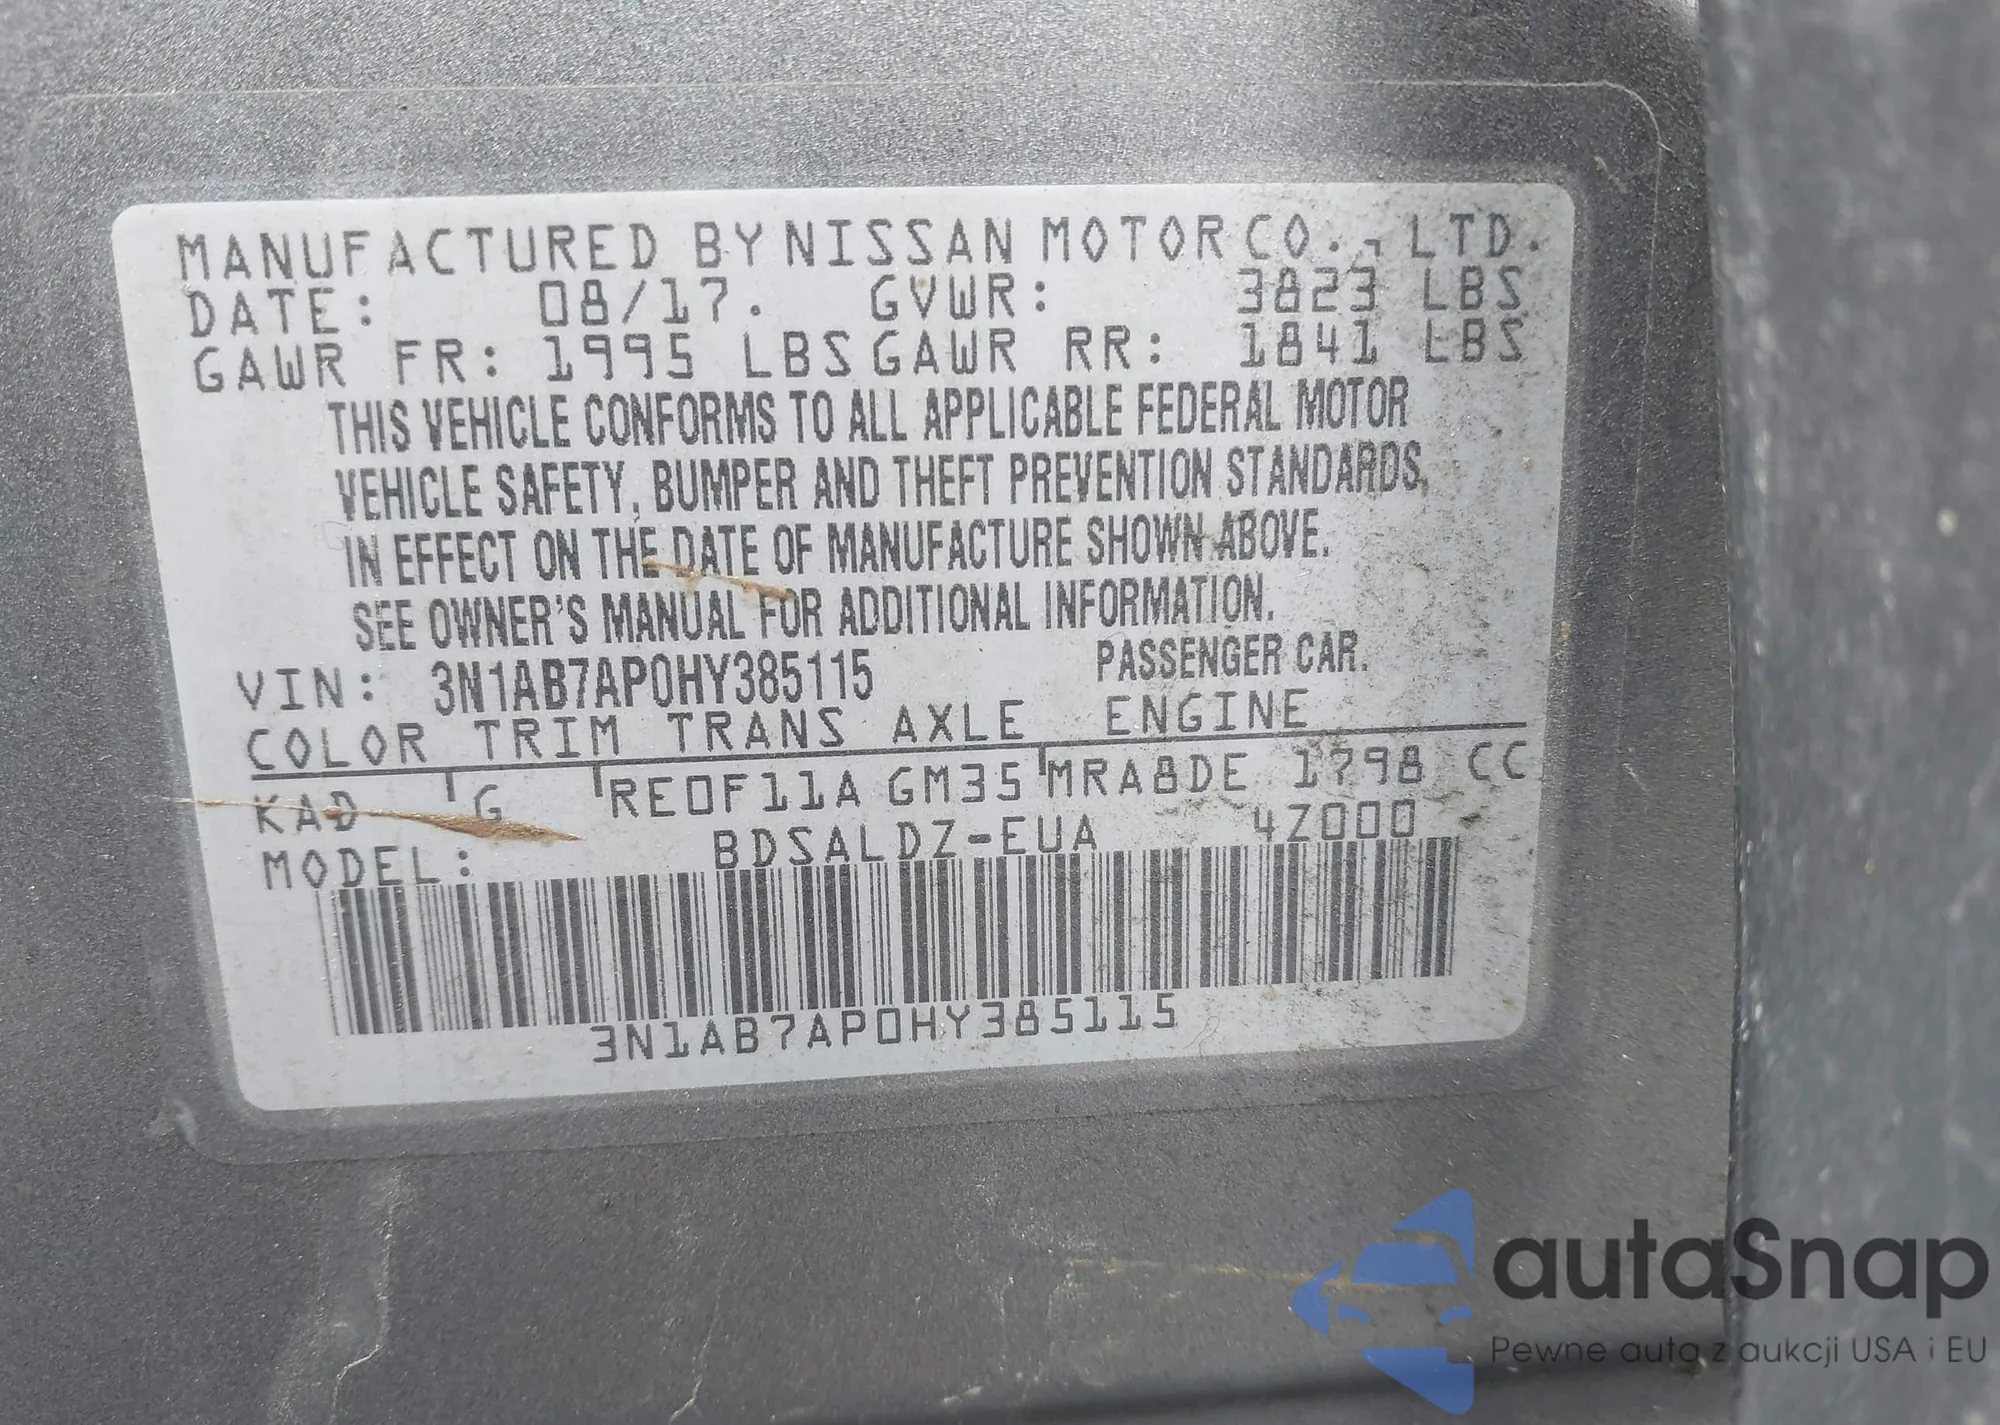 MANUFACTURED BY NISSAN MOTOR CO., LTD.
DATE: 08/17. GVWR: 3823 LBS
GAWR FR: 1995 LBS GAWR RR: 1841 LBS
THIS VEHICLE CONFORMS TO ALL APPLICABLE FEDERAL MOTOR
VEHICLE SAFETY, BUMPER AND THEFT PREVENTION STANDARDS,
IN EFFECT ON THE DATE OF MANUFACTURE SHOWN ABOVE.
SEE OWNER'S MANUAL FOR ADDITIONAL INFORMATION.
VIN: 3N1AB7AP0HY385115 PASSENGER CAR.
COLOR TRIM TRANS AXLE ENGINE
KAD G RE0F11A GM35 MRA8DE 1798 CC
MODEL: BDSALDZ-EUA 4Z000
3N1AB7AP0HY385115
autaSnap
Pewne auta z aukcji USA i EU